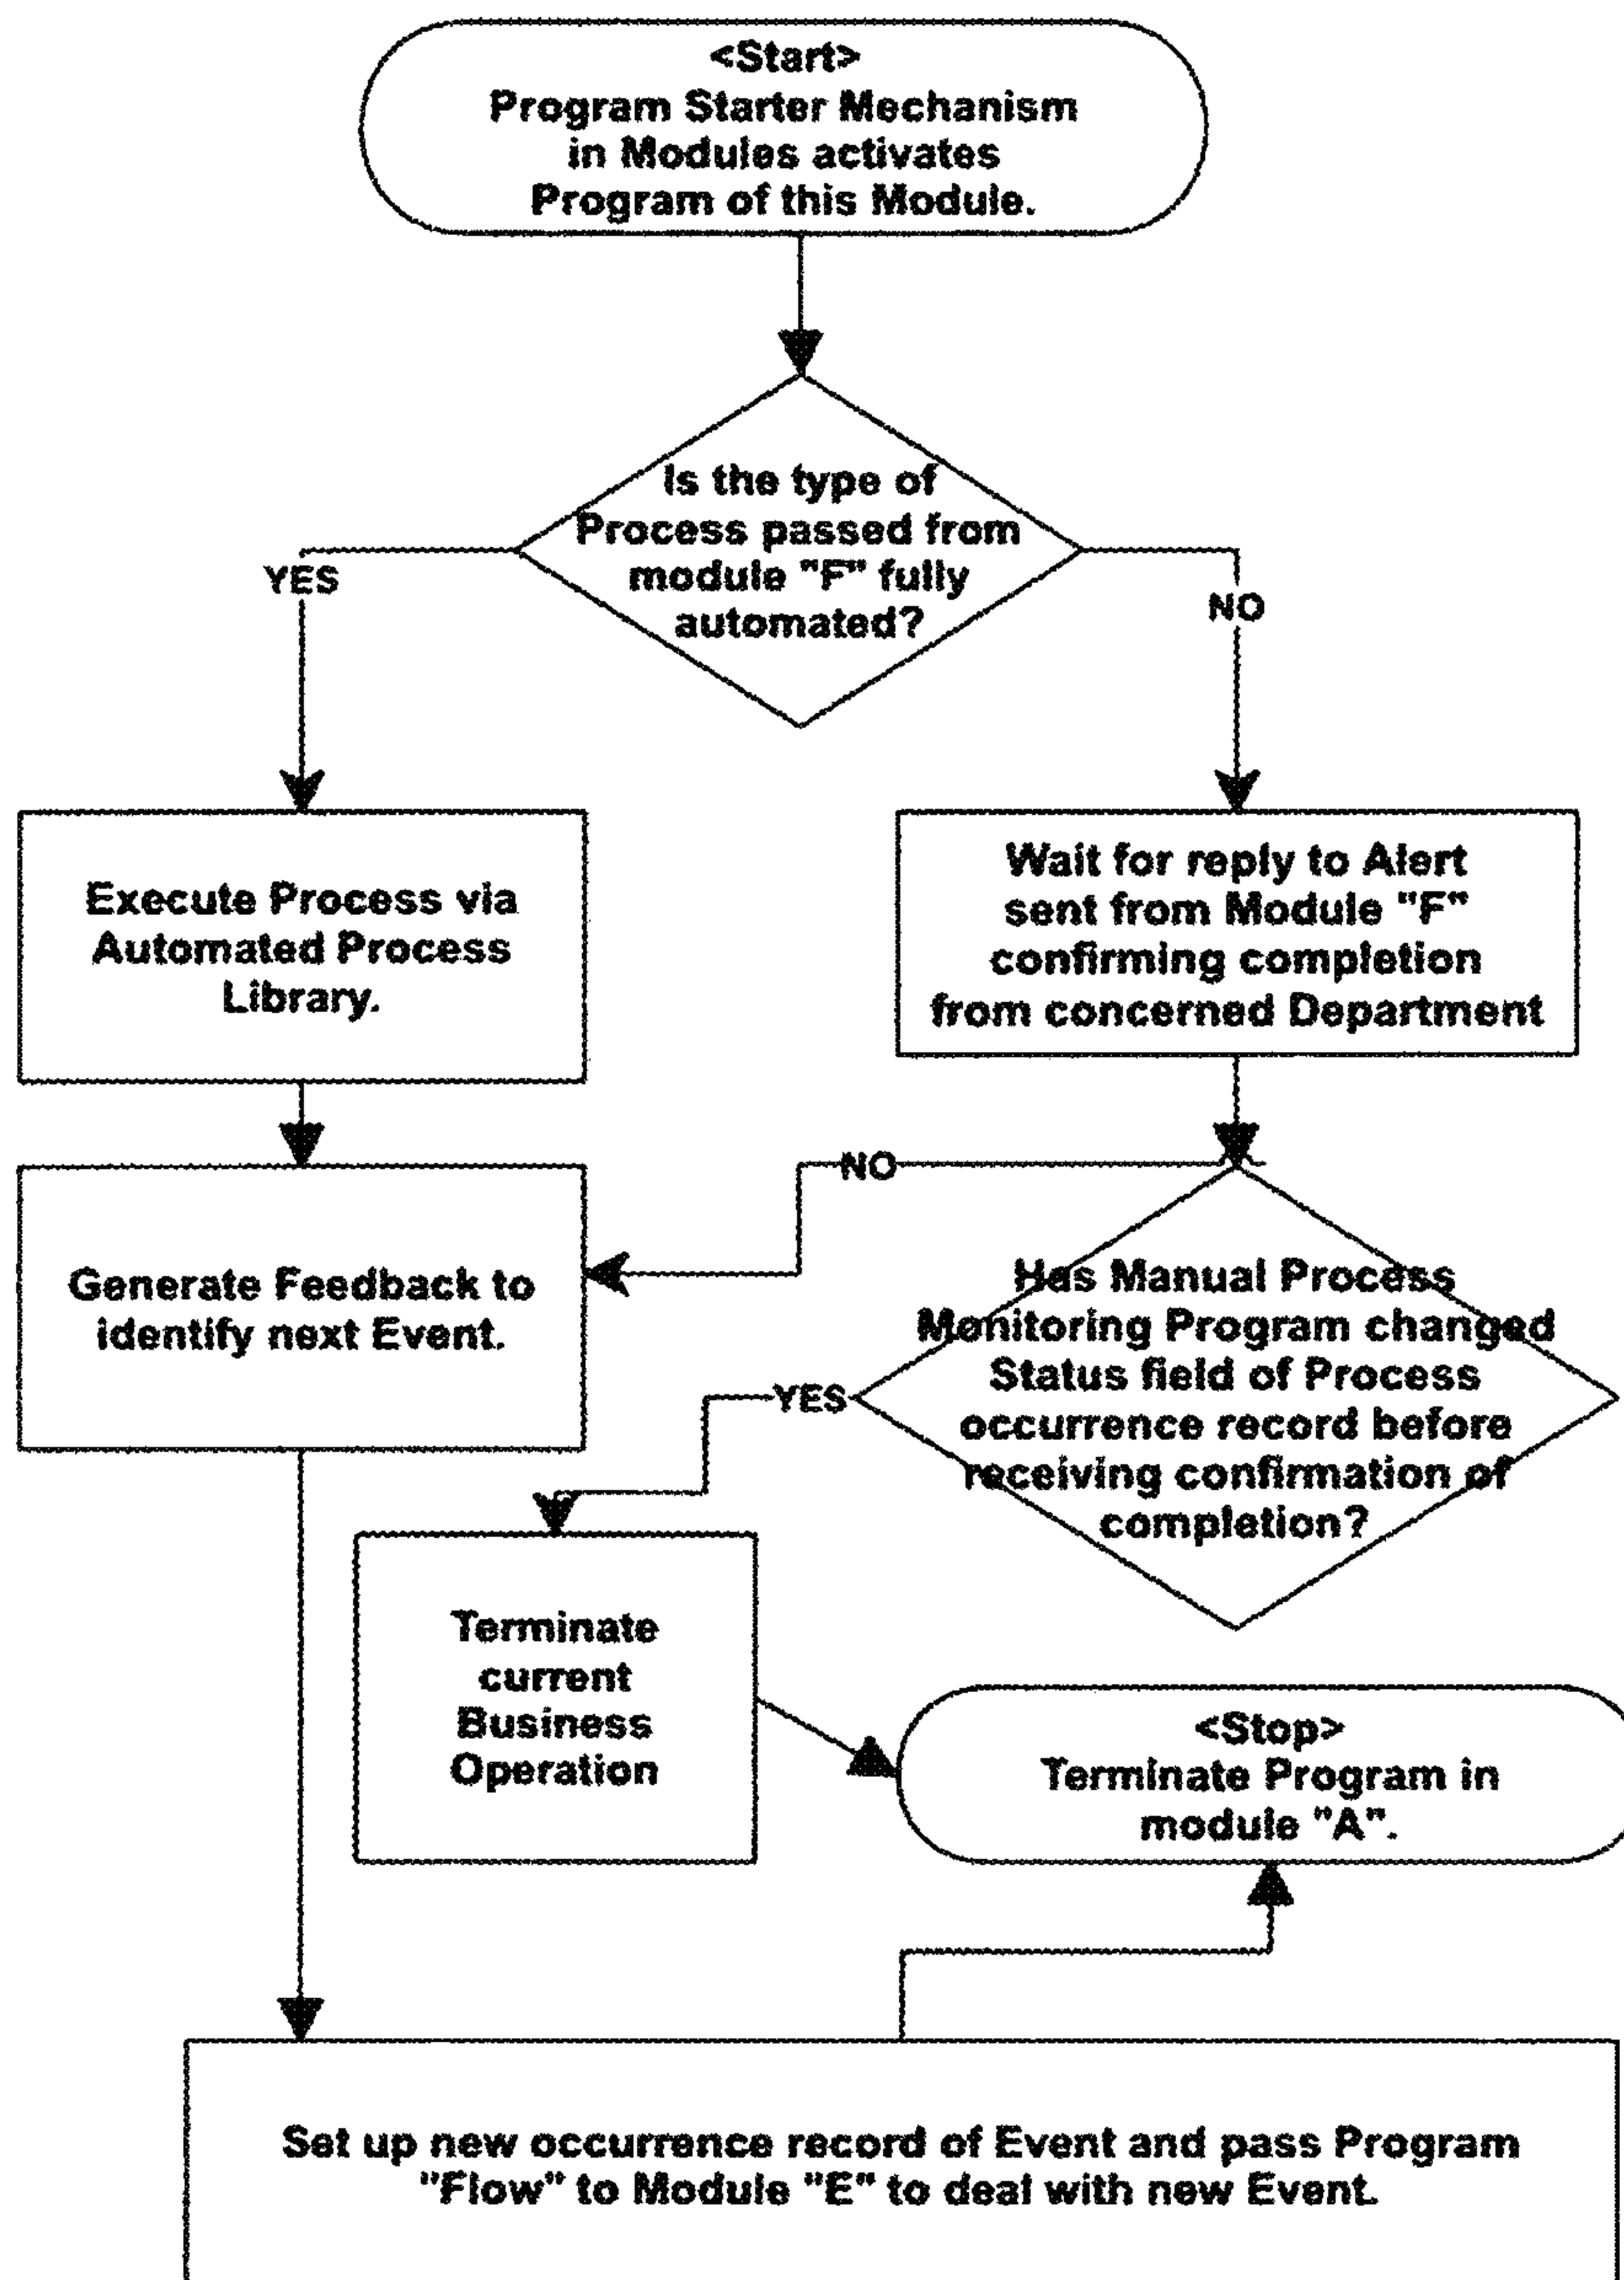 <Start>
Program Starter Mechanism
in Modules activates
Program of this Module.
Is the type of
Process passed from
module "F" fully
automated?
YES
NO
Execute Process via
Automated Process
Library.
Wait for reply to Alert
sent from Module "F"
confirming completion
from concerned Department
NO
Generate Feedback to
identify next Event.
Has Manual Process
Monitoring Program changed
Status field of Process
occurrence record before
receiving confirmation of
completion?
YES
Terminate
current
Business
Operation
<Stop>
Terminate Program in
module "A".
Set up new occurrence record of Event and pass Program
"Flow" to Module "E" to deal with new Event.